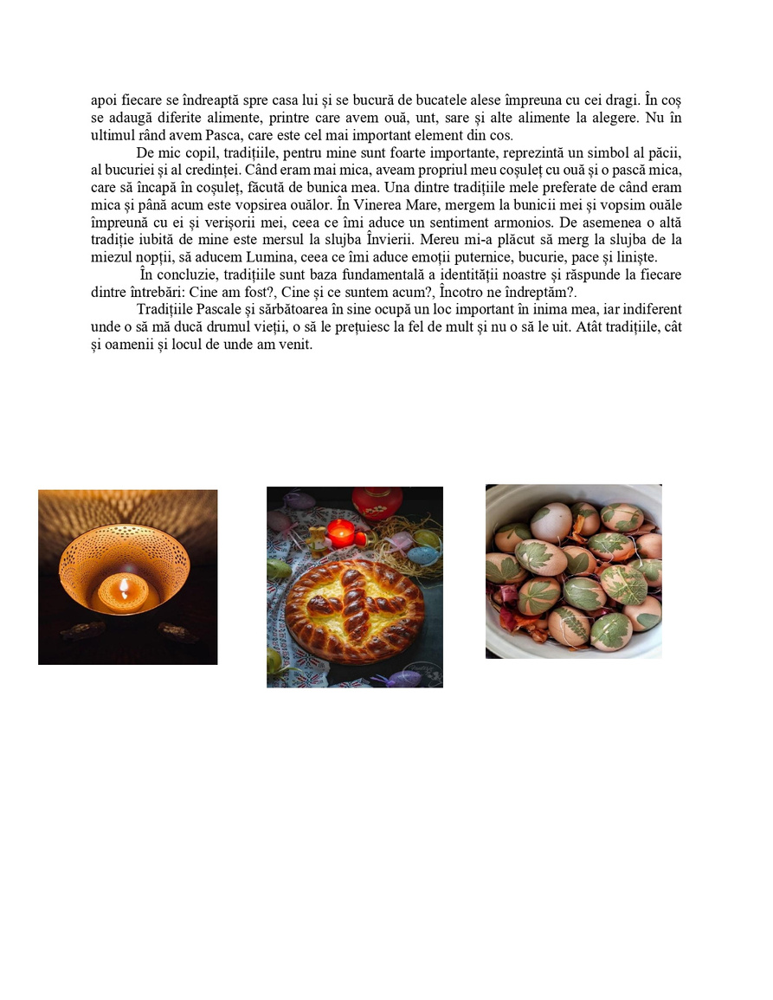 apoi fiecare se îndreaptă spre casa lui și se bucură de bucatele alese împreuna cu cei dragi. În coș
se adaugă diferite alimente, printre care avem ouă, unt, sare și alte alimente la alegere. Nu în
ultimul rând avem Pasca, care este cel mai important element din cos.
De mic copil, tradițiile, pentru mine sunt foarte importante, reprezintă un simbol al păcii,
al bucuriei și al credinței. Când eram mai mica, aveam propriul meu coșuleț cu ouă și o pască mica,
care să încapă în coșuleț, făcută de bunica mea. Una dintre tradițiile mele preferate de când eram
mica și până acum este vopsirea ouălor. În Vinerea Mare, mergem la bunicii mei și vopsim ouăle
împreună cu ei și verișorii mei, ceea ce îmi aduce un sentiment armonios. De asemenea o altă
tradiție iubită de mine este mersul la slujba Învierii. Mereu mi-a plăcut să merg la slujba de la
miezul nopții, să aducem Lumina, ceea ce îmi aduce emoții puternice, bucurie, pace și liniște.
În concluzie, tradițiile sunt baza fundamentală a identității noastre și răspunde la fiecare
dintre întrebări: Cine am fost?, Cine și ce suntem acum?, Încotro ne îndreptăm?.
Tradițiile Pascale și sărbătoarea în sine ocupă un loc important în inima mea, iar indiferent
unde o să mă ducă drumul vieții, o să le prețuiesc la fel de mult și nu o să le uit. Atât tradițiile, cât
și oamenii și locul de unde am venit.